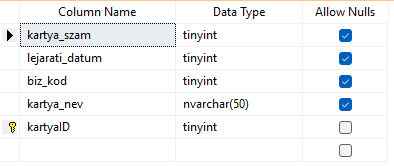 Column Name Data Type Allow Nulls
kartya_szam tinyint
lejarati_datum tinyint
biz_kod tinyint
kartya_nev nvarchar(50)
kartyaID tinyint